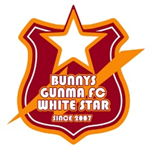 BUNNYS
GUNMA FC
WHITE STAR
SINCE 2007